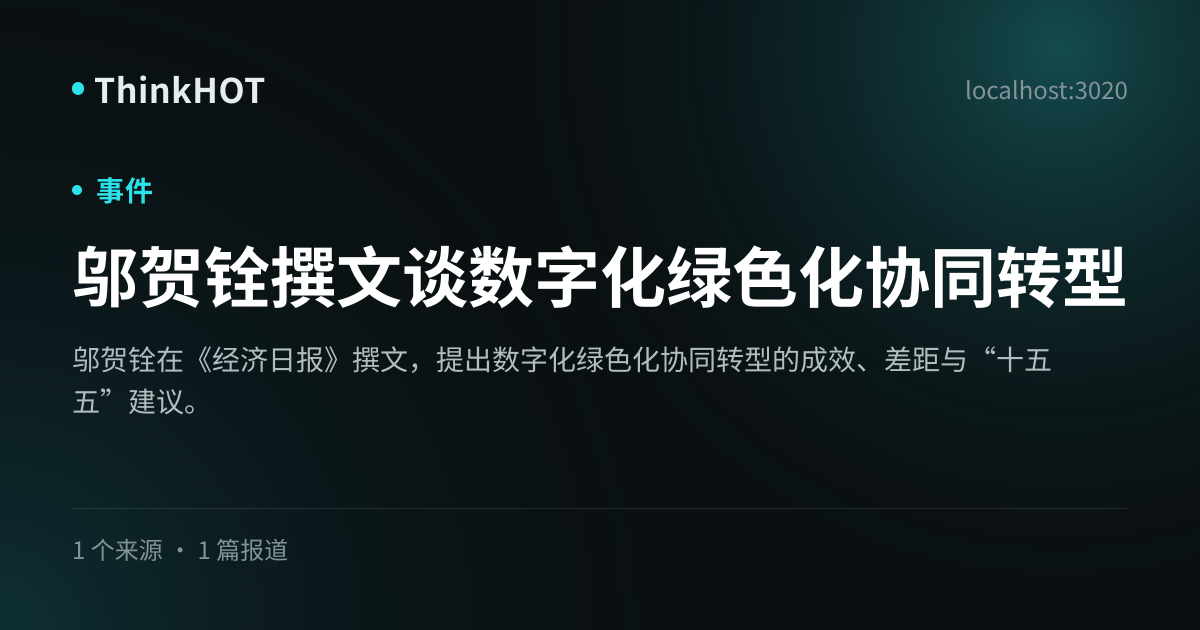 ThinkHOT
localhost:3020
事件
邬贺铨撰文谈数字化绿色化协同转型
邬贺铨在《经济日报》撰文，提出数字化绿色化协同转型的成效、差距与“十五
五”建议。
1 个来源 · 1 篇报道